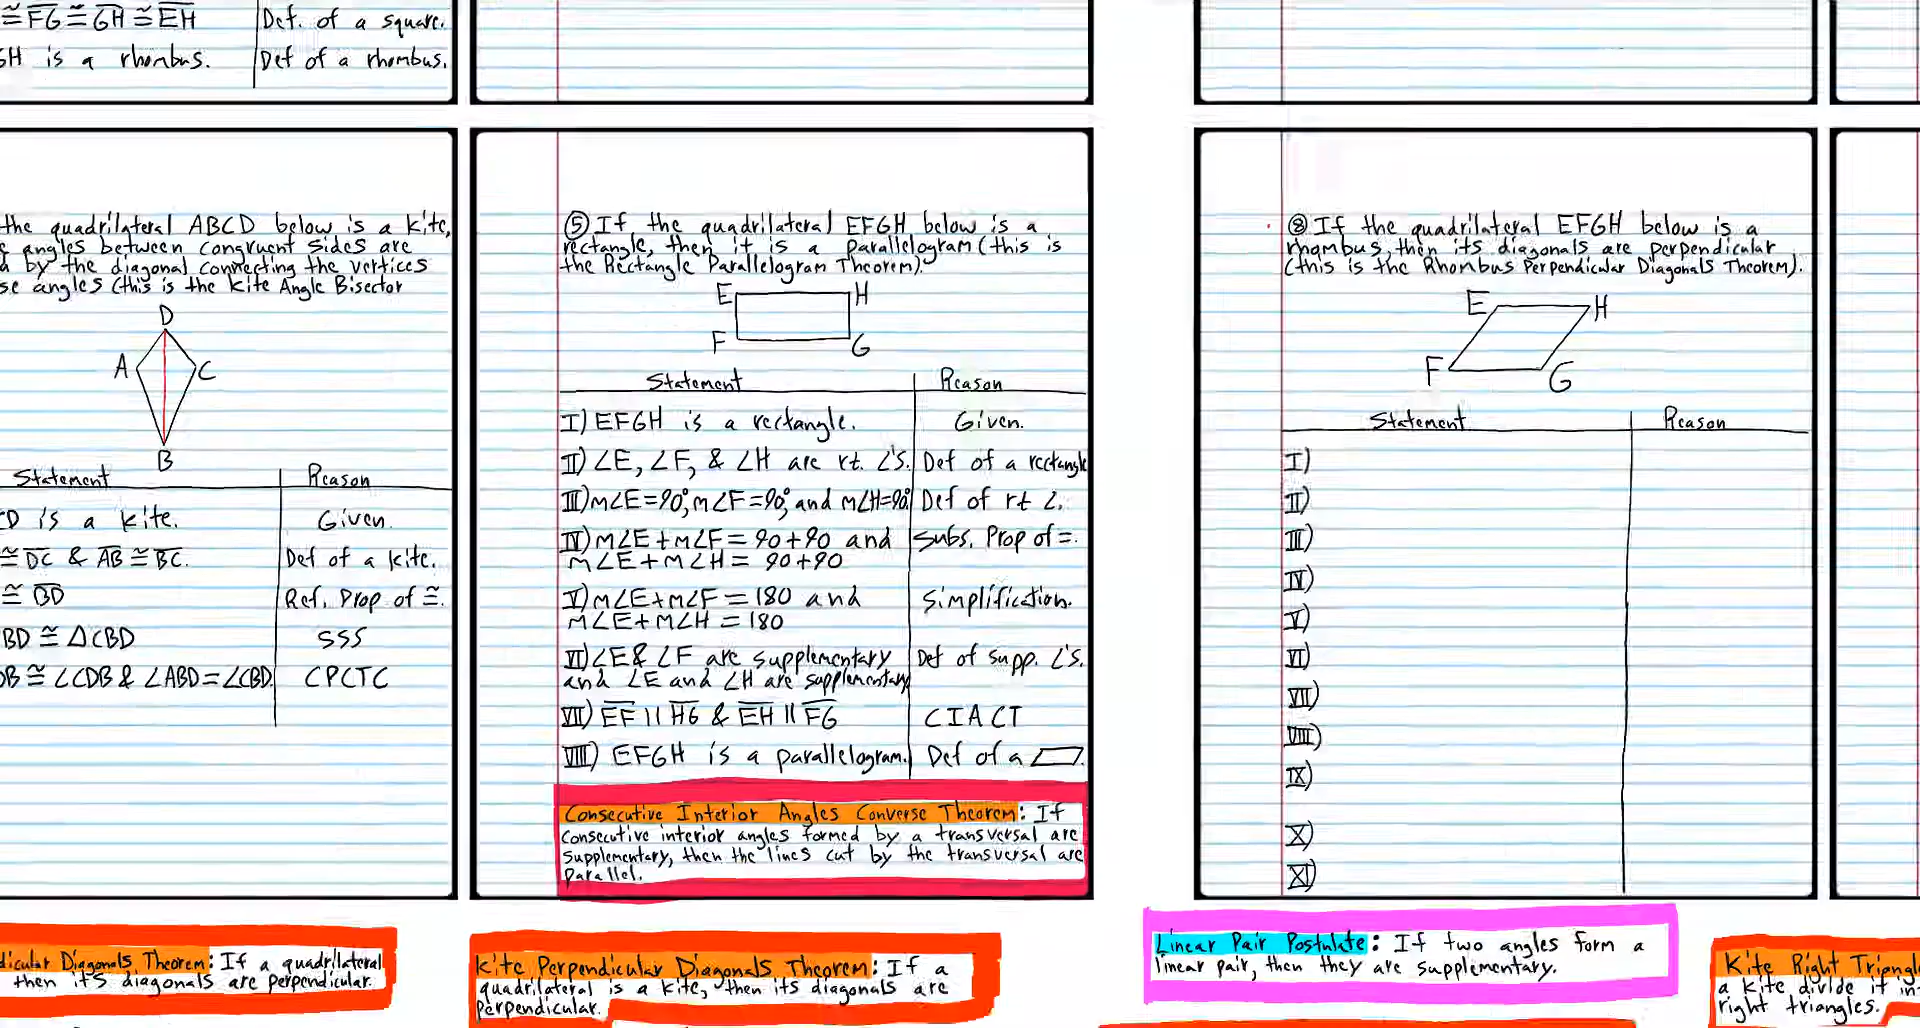 ≅ FG ≅ GH ≅ EH Def. of a square.
GH is a rhombus. Def of a rhombus.
the quadrilateral ABCD below is a kite,
angles between congruent sides are
d by the diagonal connecting the vertices
se angles (this is the Kite Angle Bisector
D
A C
B
Statement Reason
CD is a kite. Given.
≅ DC & AB ≅ BC. Def of a kite.
≅ BD Ref. Prop of ≅.
BD ≅ △CBD SSS
DB ≅ ∠CDB & ∠ABD = ∠CBD. CPCTC
⑤ If the quadrilateral EFGH below is a
rectangle, then it is a Parallelogram (this is
the Rectangle Parallelogram Theorem).
E H
F G
Statement Reason
I) EFGH is a rectangle. Given.
II) ∠E, ∠F, & ∠H are rt. ∠'s. Def of a rectangle
III) m∠E=90°, m∠F=90°, and m∠H=90° Def of rt ∠.
IV) m∠E+m∠F= 90+90 and Subs. Prop of =.
m∠E+m∠H= 90+90
V) m∠E+m∠F=180 and Simplification.
m∠E+m∠H=180
VI) ∠E & ∠F are supplementary Def of supp. ∠'s.
and ∠E and ∠H are supplementary
VII) EF || HG & EH || FG CIACT
VIII) EFGH is a parallelogram. Def of a ▱.
Consecutive Interior Angles Converse Theorem: If
consecutive interior angles formed by a transversal are
supplementary, then the lines cut by the transversal are
parallel.
⑧ If the quadrilateral EFGH below is a
rhombus, then its diagonals are perpendicular
(this is the Rhombus Perpendicular Diagonals Theorem).
E H
F G
Statement Reason
I)
II)
III)
IV)
V)
VI)
VII)
VIII)
IX)
X)
XI)
dicular Diagonals Theorem: If a quadrilateral
then its diagonals are perpendicular.
Kite Perpendicular Diagonals Theorem: If a
quadrilateral is a kite, then its diagonals are
perpendicular.
Linear Pair Postulate: If two angles form a
linear pair, then they are supplementary.
Kite Right Triangle
a kite divide it in
right triangles.